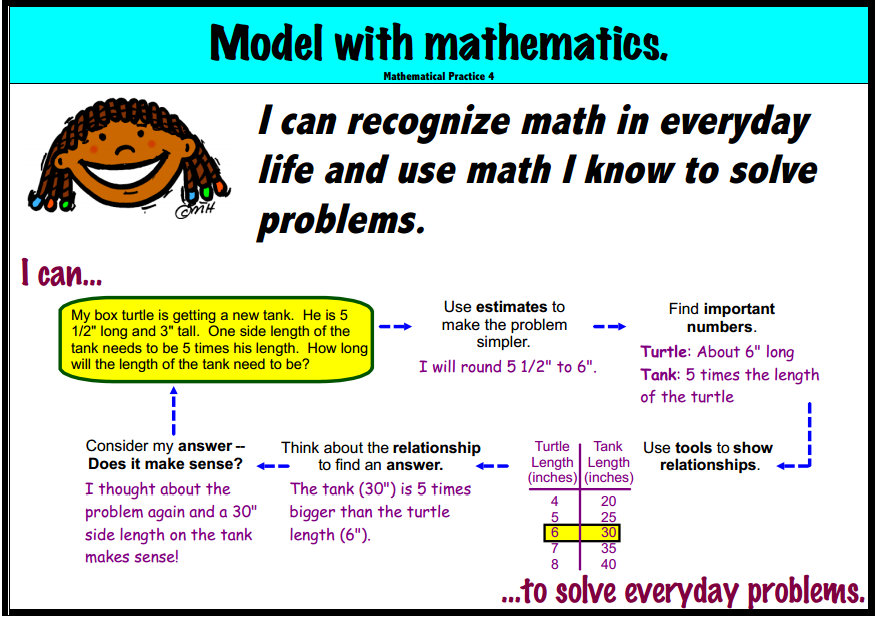 Model with mathematics.
Mathematical Practice 4
I can recognize math in everyday
life and use math I know to solve
problems.
©MH
I can...
My box turtle is getting a new tank. He is 5
1/2" long and 3" tall. One side length of the
tank needs to be 5 times his length. How long
will the length of the tank need to be?
Use estimates to
make the problem
simpler.
I will round 5 1/2" to 6".
Find important
numbers.
Turtle: About 6" long
Tank: 5 times the length
of the turtle
Use tools to show
relationships.
Turtle Tank
Length Length
(inches) (inches)
4 20
5 25
6 30
7 35
8 40
Think about the relationship
to find an answer.
The tank (30") is 5 times
bigger than the turtle
length (6").
Consider my answer --
Does it make sense?
I thought about the
problem again and a 30"
side length on the tank
makes sense!
...to solve everyday problems.